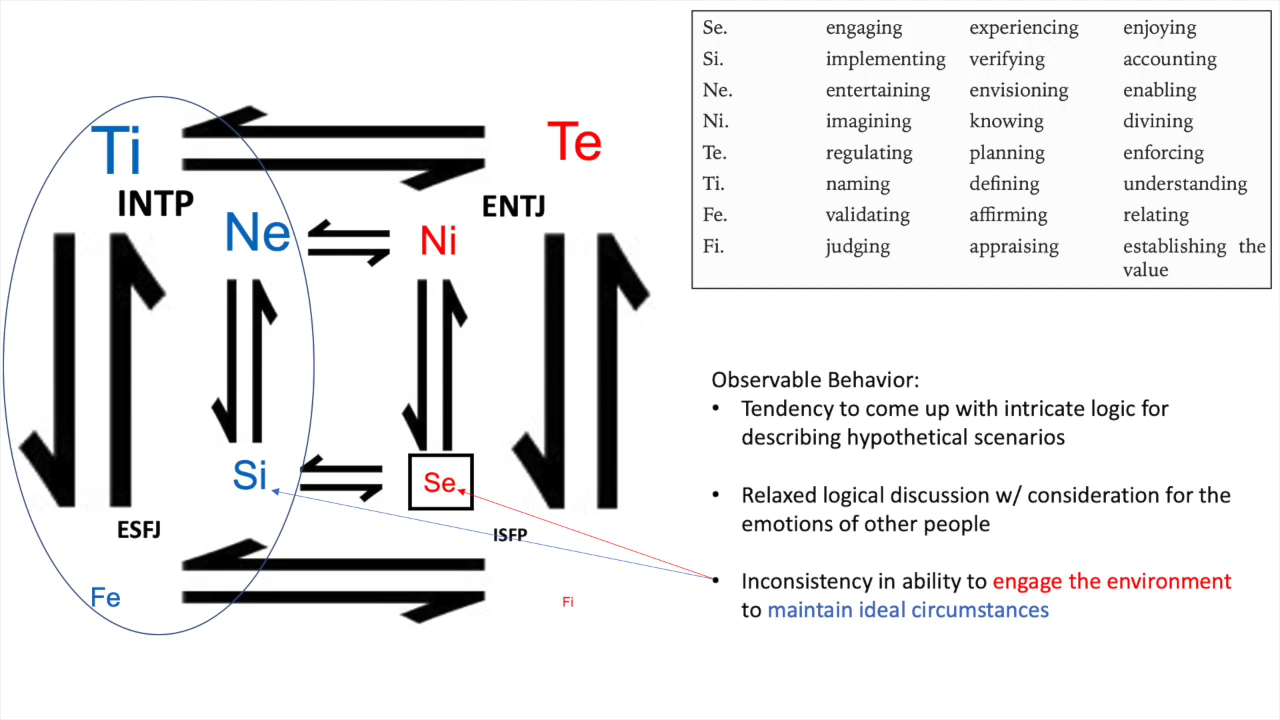 Ti
Te
INTP
ENTJ
Ne
Ni
Si
Se
ESFJ
ISFP
Fe
Fi
Se. engaging experiencing enjoying
Si. implementing verifying accounting
Ne. entertaining envisioning enabling
Ni. imagining knowing divining
Te. regulating planning enforcing
Ti. naming defining understanding
Fe. validating affirming relating
Fi. judging appraising establishing the
value
Observable Behavior:
• Tendency to come up with intricate logic for
describing hypothetical scenarios
• Relaxed logical discussion w/ consideration for the
emotions of other people
• Inconsistency in ability to engage the environment
to maintain ideal circumstances